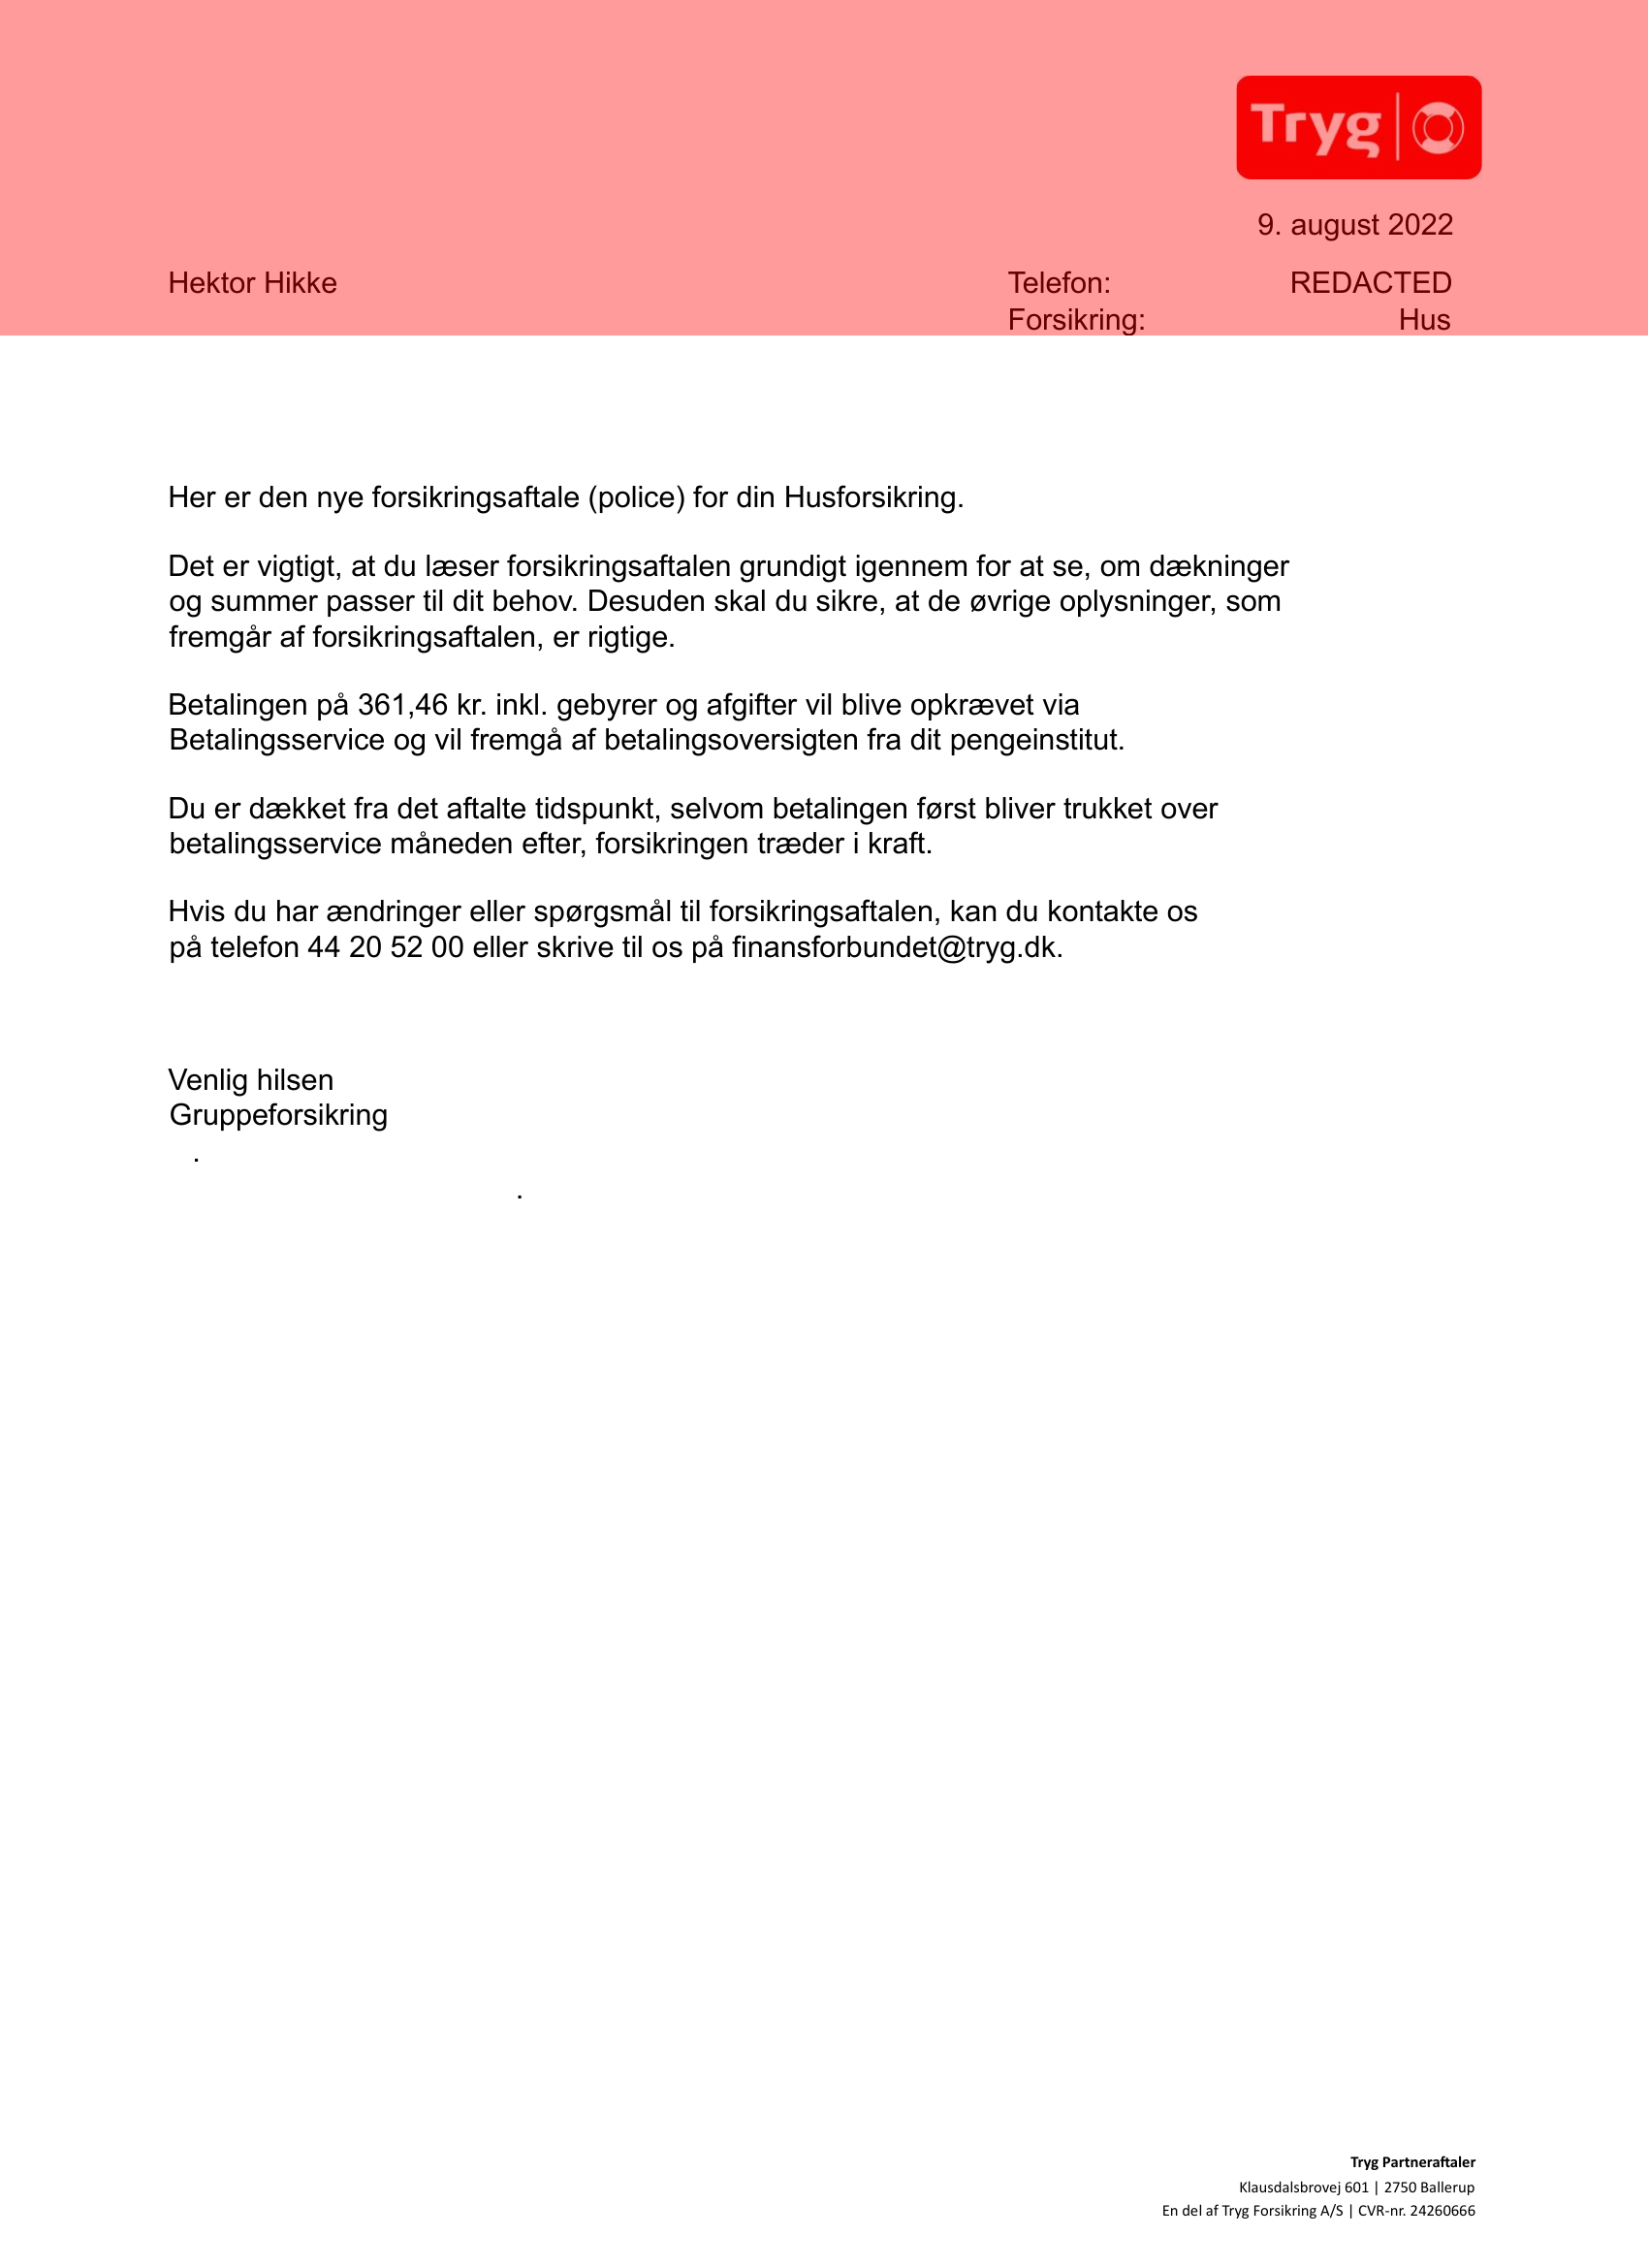 Tryg
9. august 2022
Hektor Hikke Telefon: REDACTED
Forsikring: Hus
Her er den nye forsikringsaftale (police) for din Husforsikring.
Det er vigtigt, at du læser forsikringsaftalen grundigt igennem for at se, om dækninger
og summer passer til dit behov. Desuden skal du sikre, at de øvrige oplysninger, som
fremgår af forsikringsaftalen, er rigtige.
Betalingen på 361,46 kr. inkl. gebyrer og afgifter vil blive opkrævet via
Betalingsservice og vil fremgå af betalingsoversigten fra dit pengeinstitut.
Du er dækket fra det aftalte tidspunkt, selvom betalingen først bliver trukket over
betalingsservice måneden efter, forsikringen træder i kraft.
Hvis du har ændringer eller spørgsmål til forsikringsaftalen, kan du kontakte os
på telefon 44 20 52 00 eller skrive til os på finansforbundet@tryg.dk.
Venlig hilsen
Gruppeforsikring
.
.
Tryg Partneraftaler
Klausdalsbrovej 601 | 2750 Ballerup
En del af Tryg Forsikring A/S | CVR-nr. 24260666